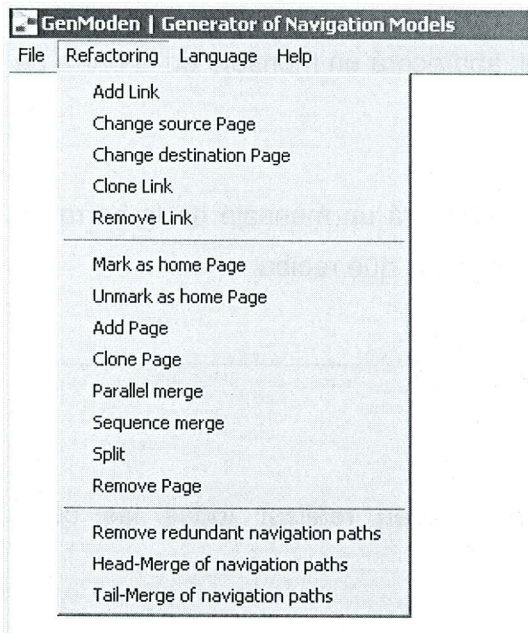 GenModen | Generator of Navigation Models
File Refactoring Language Help
Add Link
Change source Page
Change destination Page
Clone Link
Remove Link
Mark as home Page
Unmark as home Page
Add Page
Clone Page
Parallel merge
Sequence merge
Split
Remove Page
Remove redundant navigation paths
Head-Merge of navigation paths
Tail-Merge of navigation paths